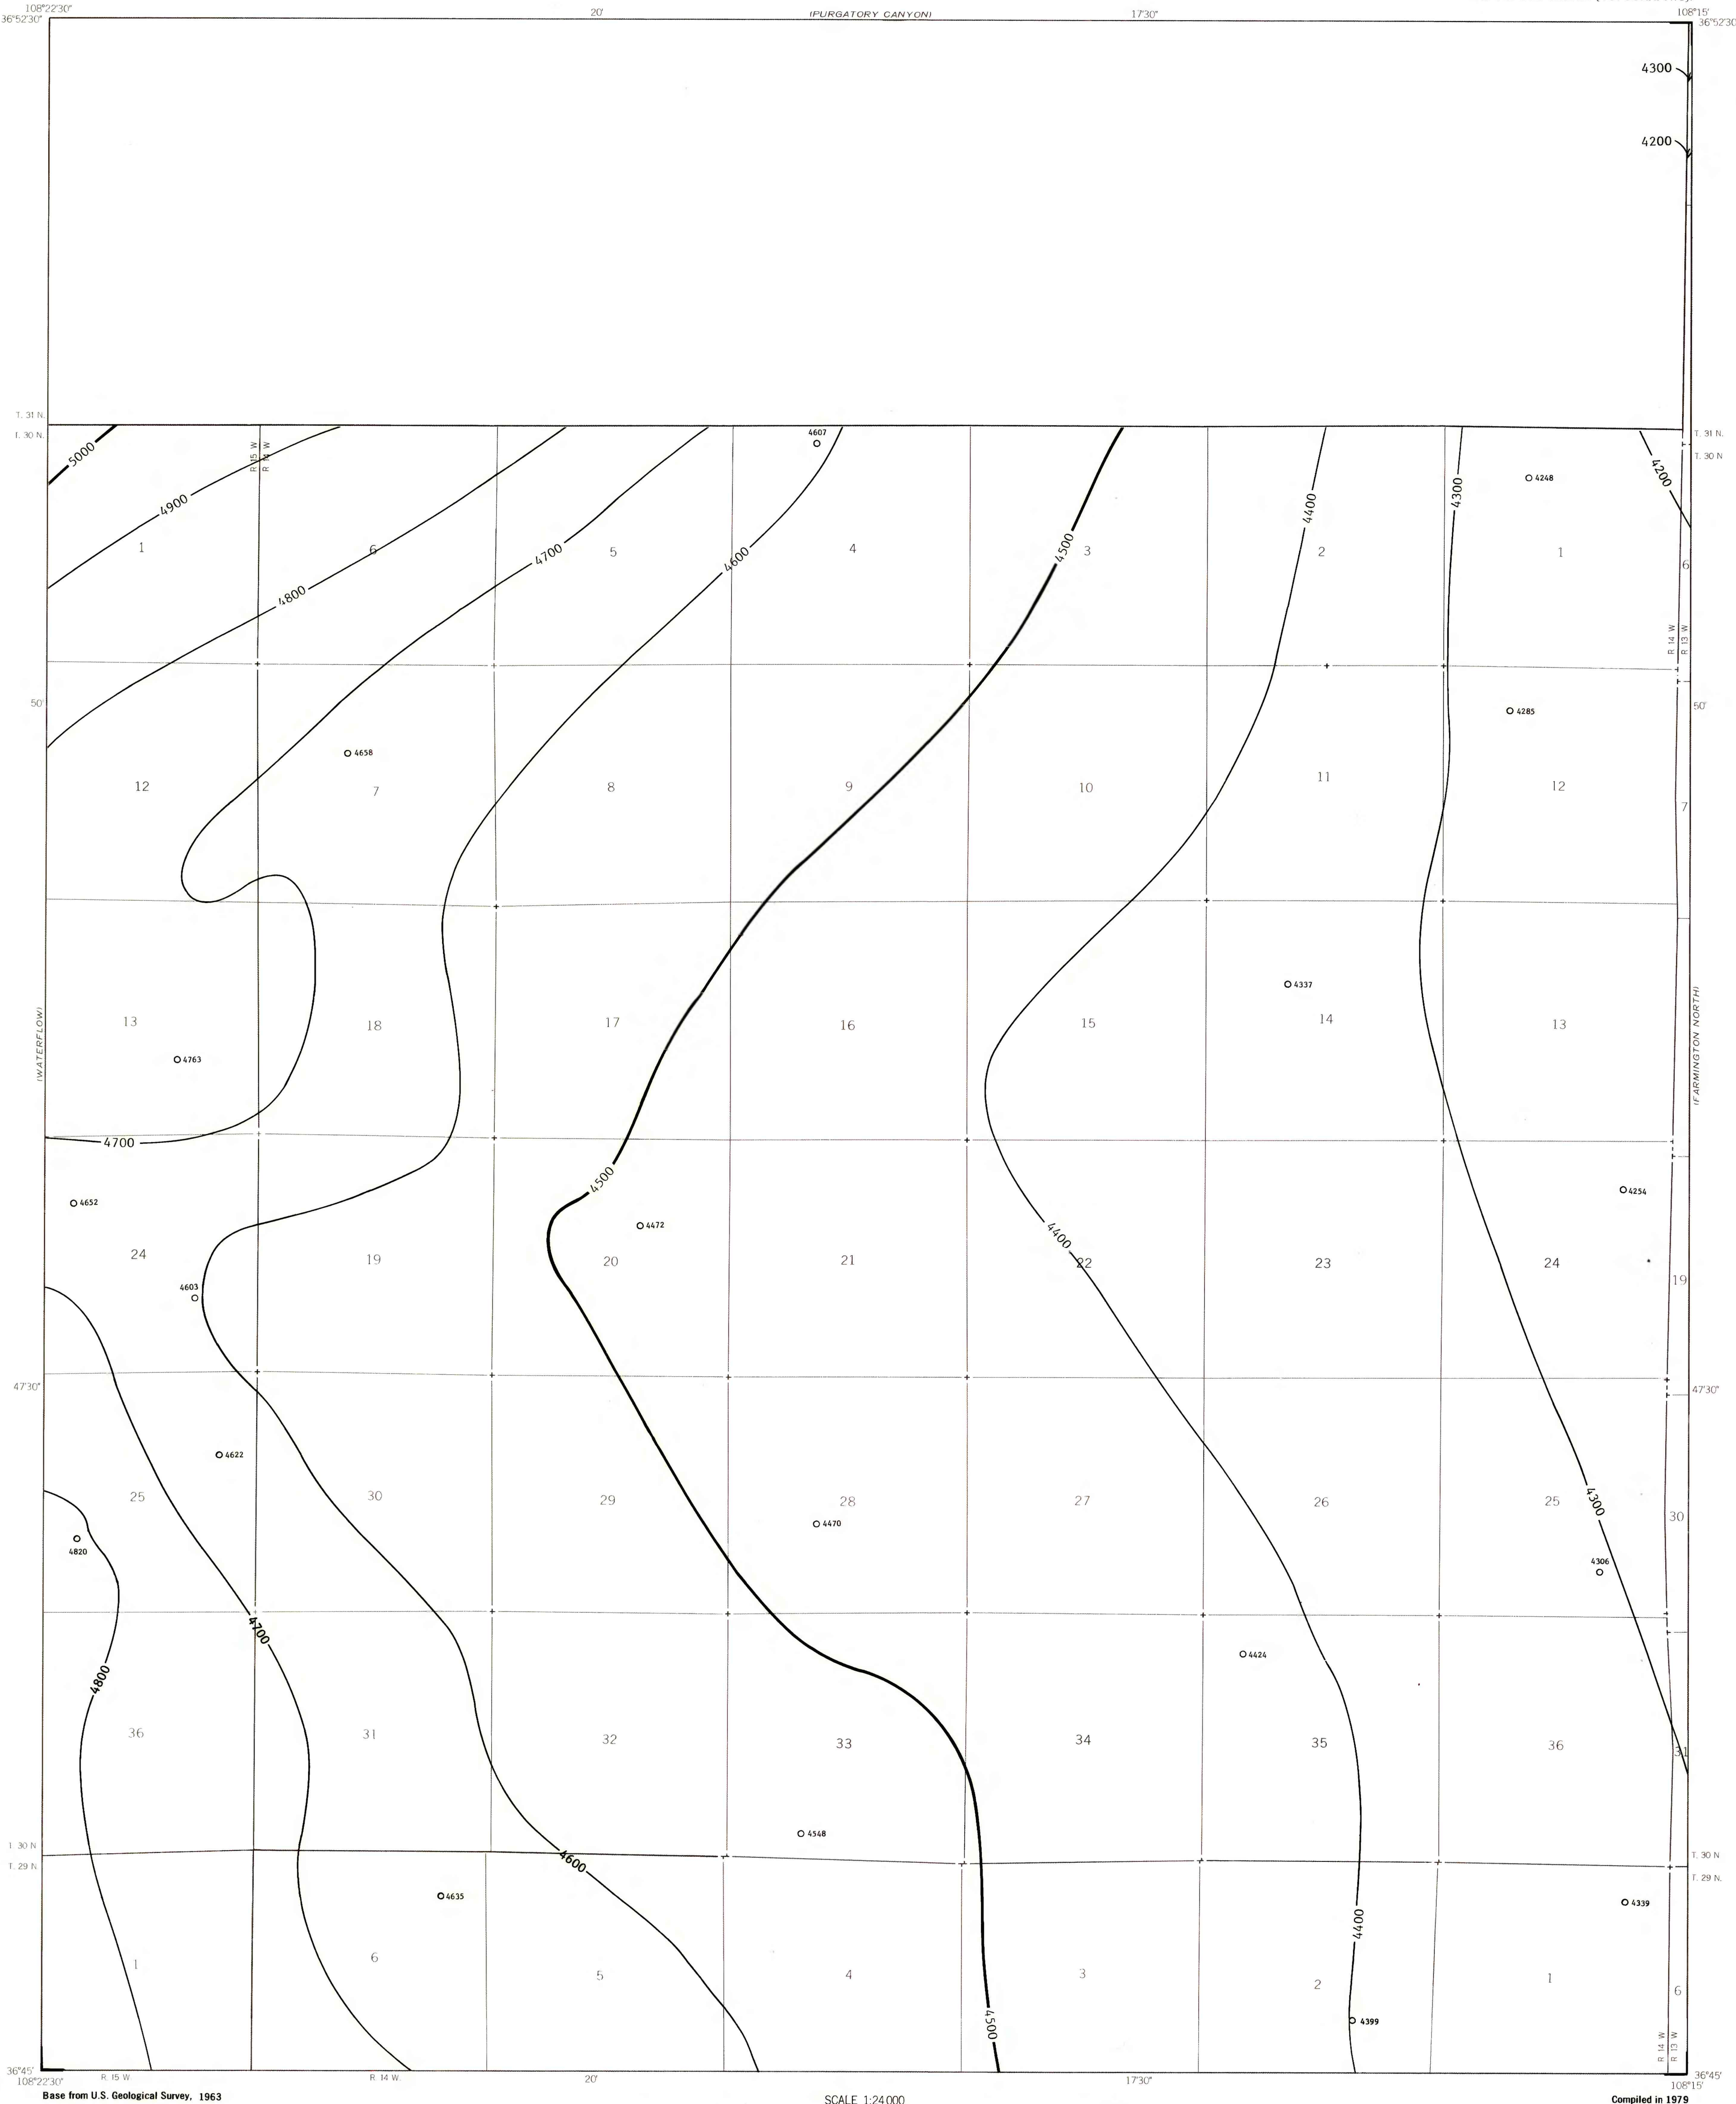 108°22'30" 20' (PURGATORY CANYON) 17'30" 108°15'
36°52'30" 36°52'30
4300
4200
T. 31 N.
T. 30 N.
T. 31 N.
T. 30 N
5000
R 15 W
R 14 W
4607
4200
4248
4900
4300
4400
4500
4700
4600
1 6 5 4 3 2 1 6
4800
R 14 W
R 13 W
50' 50'
4285
4658
12 7 8 9 10 11 12 7
4337
13 18 17 16 15 14 13
(WATERFLOW)
(FARMINGTON NORTH)
4763
4700
4500
4254
4652
4472
4400
24 19 20 21 22 23 24 19
4603
47'30" 47'30"
4622
25 30 29 28 27 26 25 30
4300
4470
4820
4306
4700
4424
4800
36 31 32 33 34 35 36 31
4548
T. 30 N
T. 29 N
T. 30 N
T. 29 N.
4600
4635
4339
4400
1 6 5 4 3 2 1 6
4500
4399
R 14 W
R 13 W
36°45' 36°45'
108°22'30" R. 15 W. R. 14 W. 20' 17'30" 108°15'
Base from U.S. Geological Survey, 1963
SCALE 1:24 000
Compiled in 1979